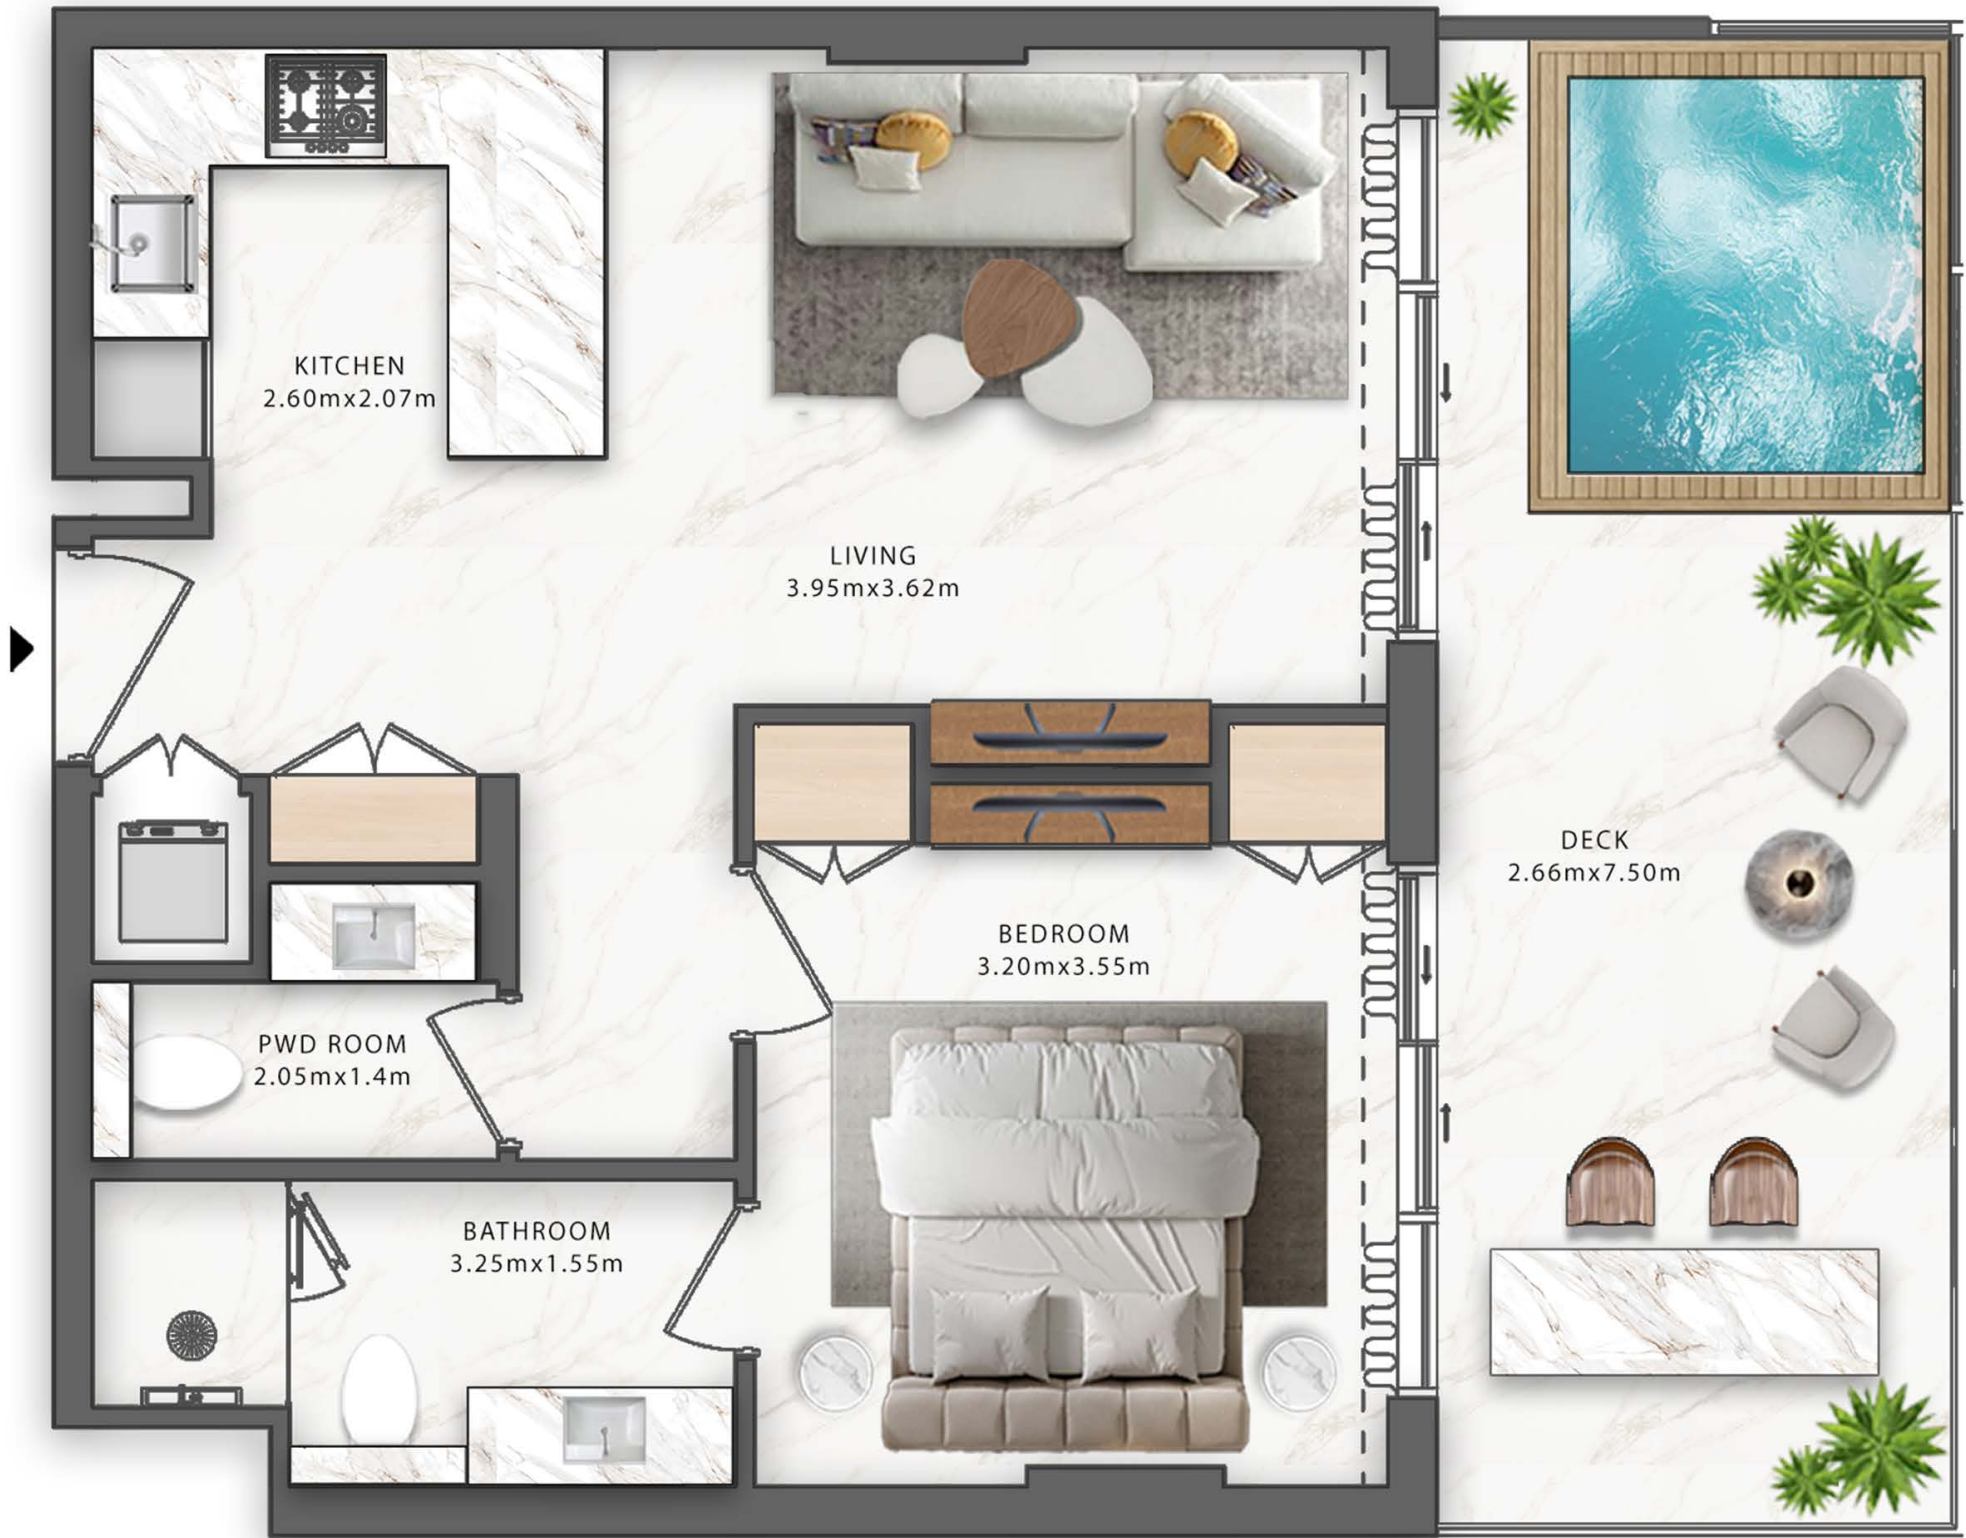 KITCHEN
2.60mx2.07m
LIVING
3.95mx3.62m
DECK
2.66mx7.50m
BEDROOM
3.20mx3.55m
PWD ROOM
2.05mx1.4m
BATHROOM
3.25mx1.55m